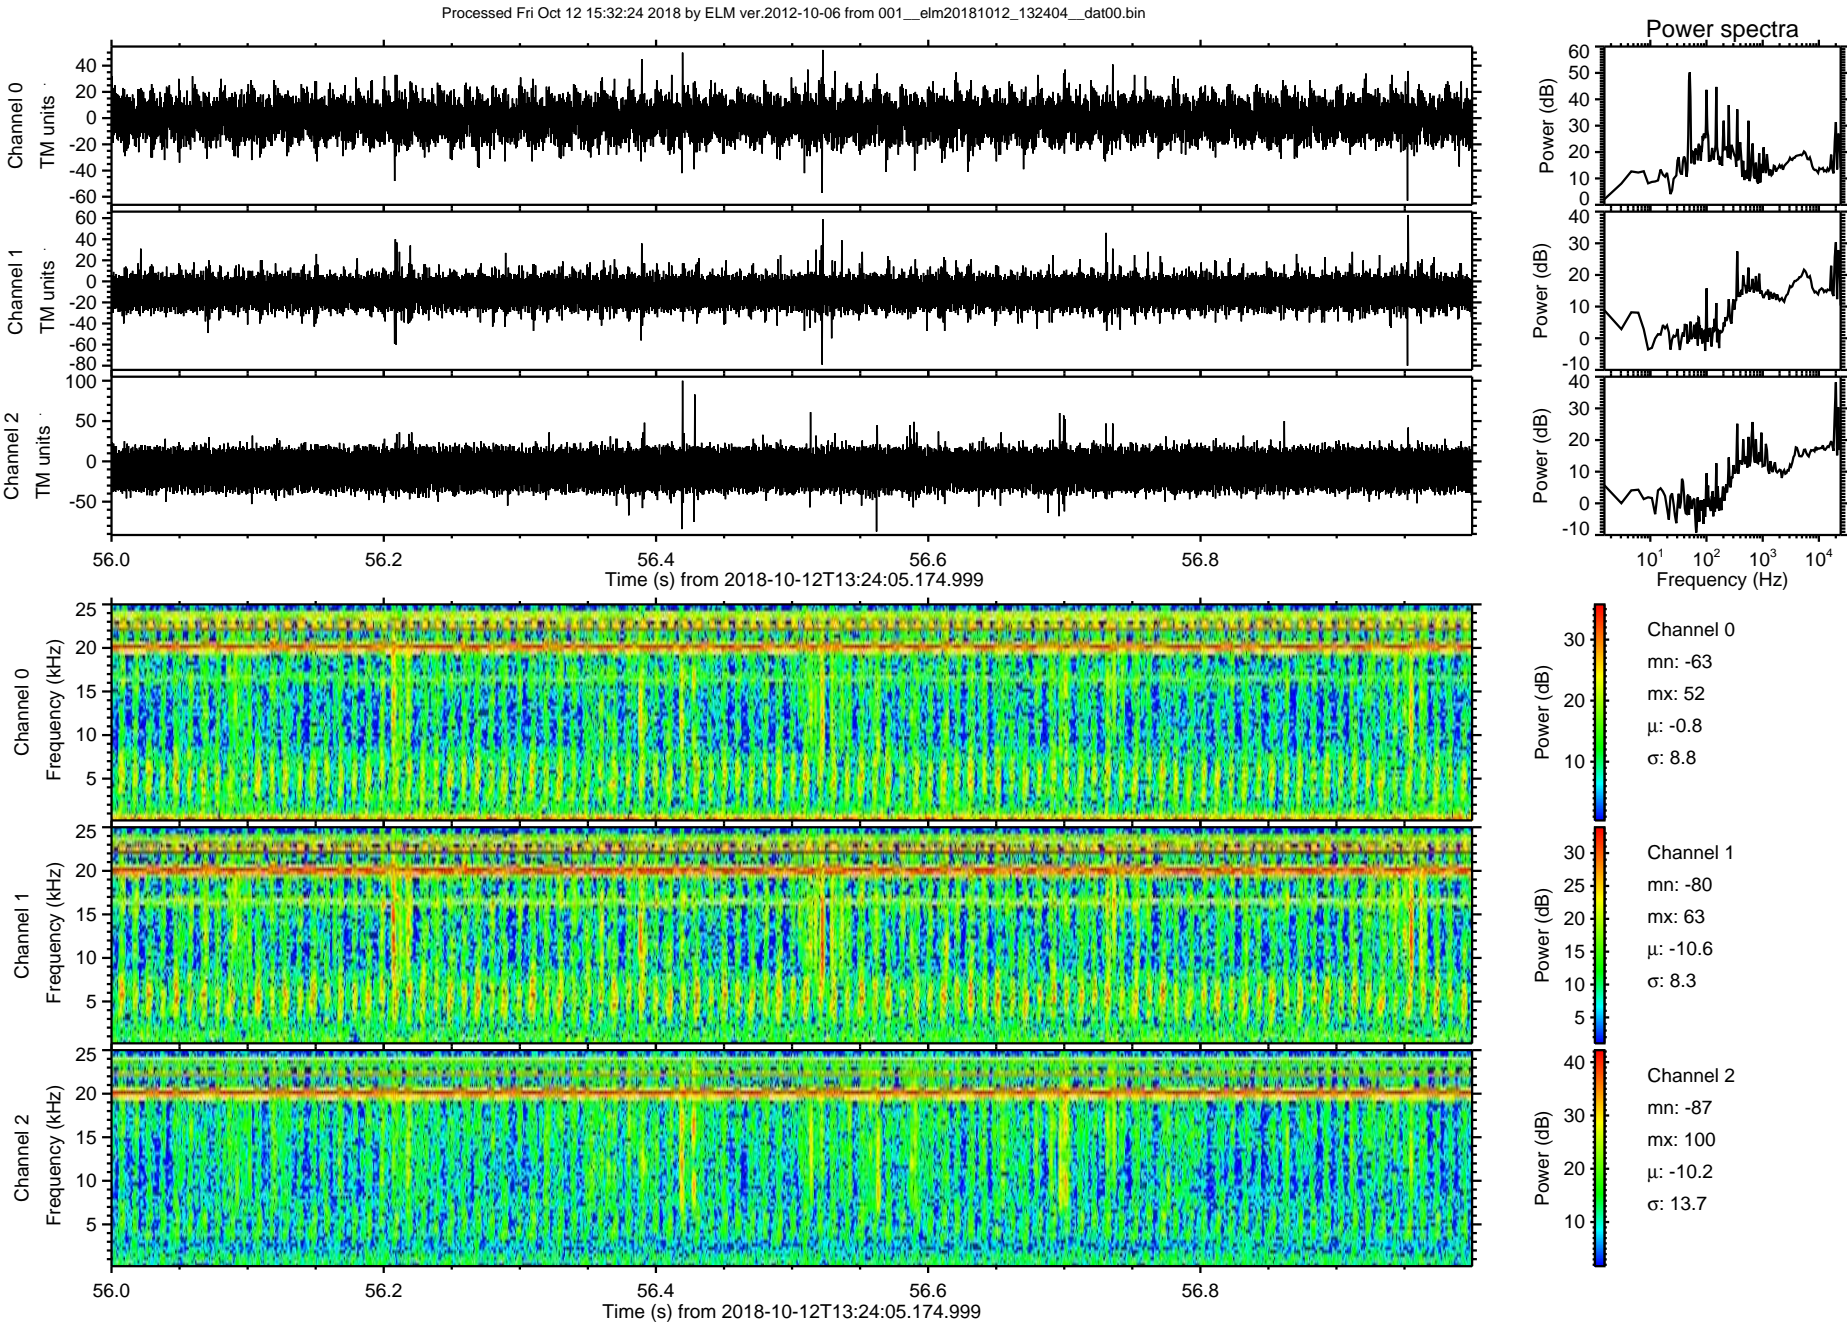 Processed Fri Oct 12 15:32:24 2018 by ELM ver.2012-10-06 from 001__elm20181012_132404__dat00.bin
Power spectra
Channel 0
TM units
40
20
0
-20
-40
-60
Power (dB)
60
50
40
30
20
10
0
Channel 1
TM units
60
40
20
0
-20
-40
-60
-80
Power (dB)
40
30
20
10
0
-10
Channel 2
TM units
100
50
0
-50
Power (dB)
40
30
20
10
0
-10
56.0 56.2 56.4 56.6 56.8
Time (s) from 2018-10-12T13:24:05.174.999
10^1 10^2 10^3 10^4
Frequency (Hz)
Channel 0
Frequency (kHz)
25
20
15
10
5
Power (dB)
30
20
10
Channel 0
mn: -63
mx: 52
μ: -0.8
σ: 8.8
Channel 1
Frequency (kHz)
25
20
15
10
5
Power (dB)
30
25
20
15
10
5
Channel 1
mn: -80
mx: 63
μ: -10.6
σ: 8.3
Channel 2
Frequency (kHz)
25
20
15
10
5
Power (dB)
40
30
20
10
Channel 2
mn: -87
mx: 100
μ: -10.2
σ: 13.7
56.0 56.2 56.4 56.6 56.8
Time (s) from 2018-10-12T13:24:05.174.999